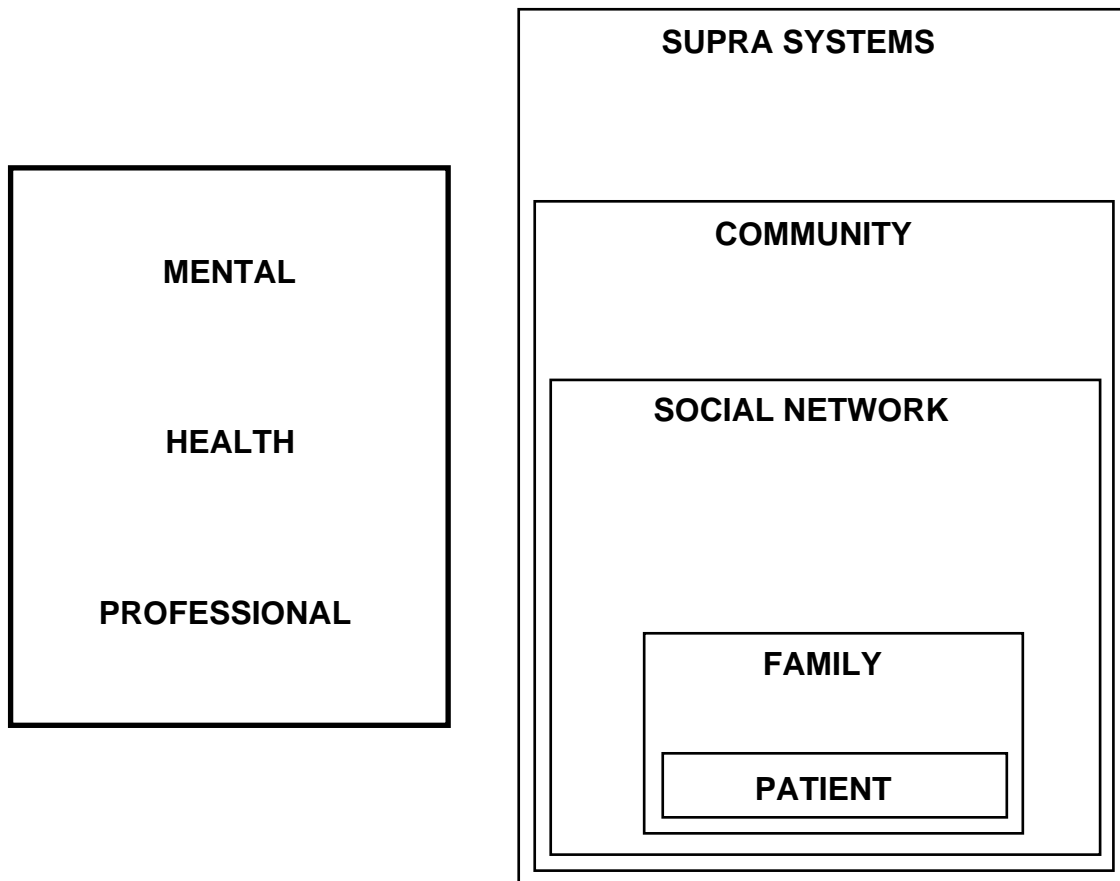 MENTAL
HEALTH
PROFESSIONAL
SUPRA SYSTEMS
COMMUNITY
SOCIAL NETWORK
FAMILY
PATIENT